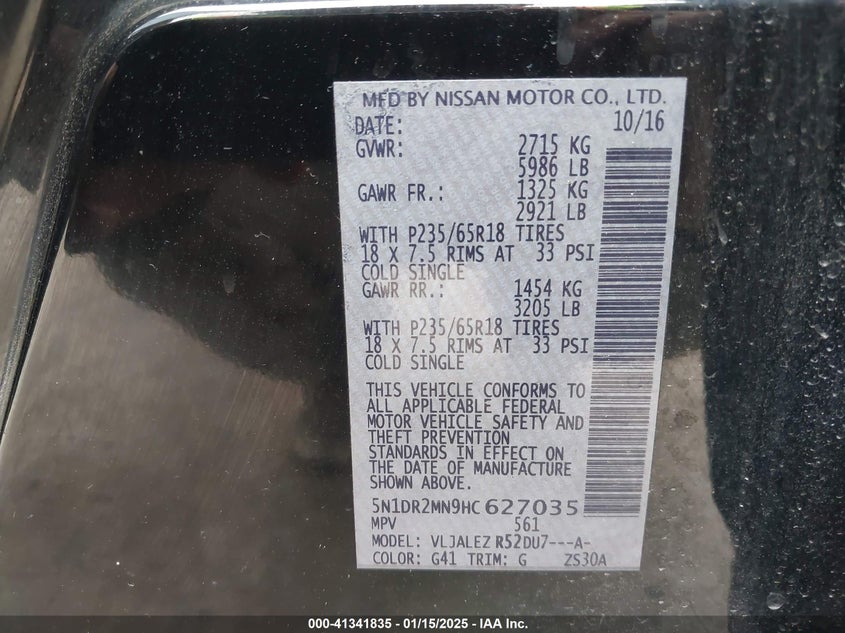 MFD BY NISSAN MOTOR CO., LTD.
DATE: 10/16
GVWR: 2715 KG
5986 LB
GAWR FR.: 1325 KG
2921 LB
WITH P235/65R18 TIRES
18 X 7.5 RIMS AT 33 PSI
COLD SINGLE
GAWR RR.: 1454 KG
3205 LB
WITH P235/65R18 TIRES
18 X 7.5 RIMS AT 33 PSI
COLD SINGLE
THIS VEHICLE CONFORMS TO
ALL APPLICABLE FEDERAL
MOTOR VEHICLE SAFETY AND
THEFT PREVENTION
STANDARDS IN EFFECT ON
THE DATE OF MANUFACTURE
SHOWN ABOVE.
5N1DR2MN9HC 627035
MPV 561
MODEL: VLJALEZ R52DU7---A-
COLOR: G41 TRIM: G ZS30A
000-41341835 - 01/15/2025 - IAA Inc.